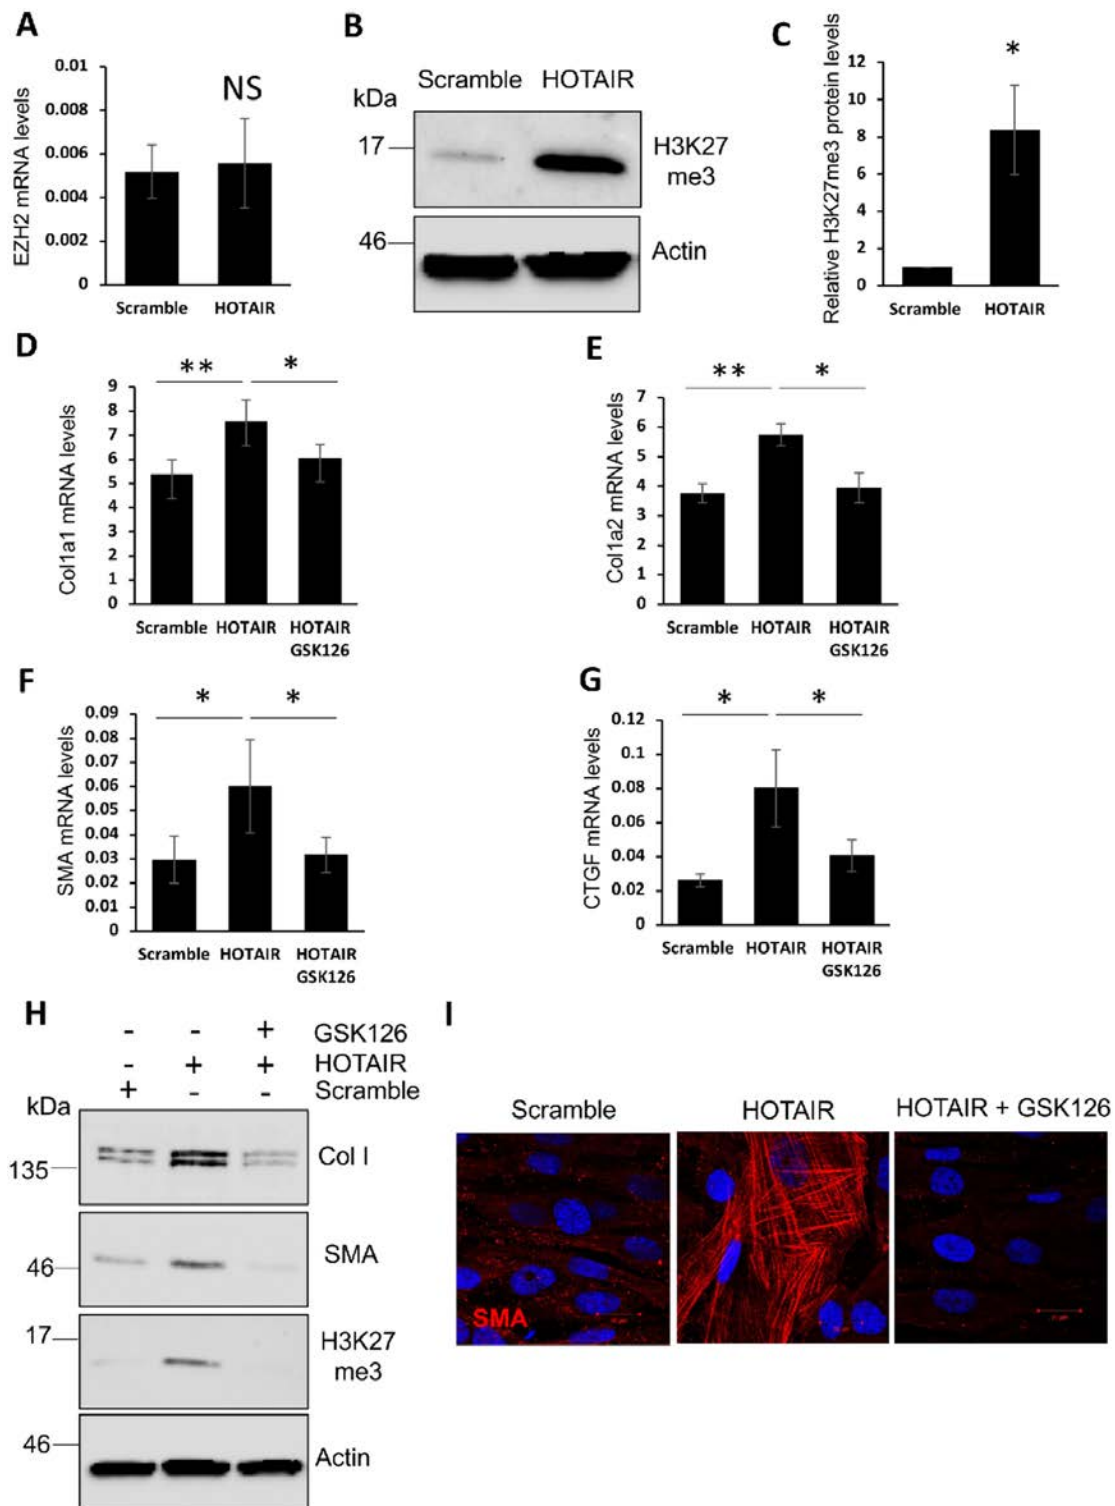 A
EZH2 mRNA levels
0.01
0.008
0.006
0.004
0.002
0
NS
Scramble HOTAIR
B
Scramble HOTAIR
kDa
17
H3K27
me3
46
Actin
C
Relative H3K27me3 protein levels
12
10
8
6
4
2
0
*
Scramble HOTAIR
D
Col1a1 mRNA levels
9
8
7
6
5
4
3
2
1
0
** *
Scramble HOTAIR HOTAIR
GSK126
E
Col1a2 mRNA levels
7
6
5
4
3
2
1
0
** *
Scramble HOTAIR HOTAIR
GSK126
F
SMA mRNA levels
0.09
0.08
0.07
0.06
0.05
0.04
0.03
0.02
0.01
0
* *
Scramble HOTAIR HOTAIR
GSK126
G
CTGF mRNA levels
0.12
0.1
0.08
0.06
0.04
0.02
0
* *
Scramble HOTAIR HOTAIR
GSK126
H
- - + GSK126
- + + HOTAIR
+ - - Scramble
kDa
135
Col I
46
SMA
17
H3K27
me3
46
Actin
I
Scramble HOTAIR HOTAIR + GSK126
SMA